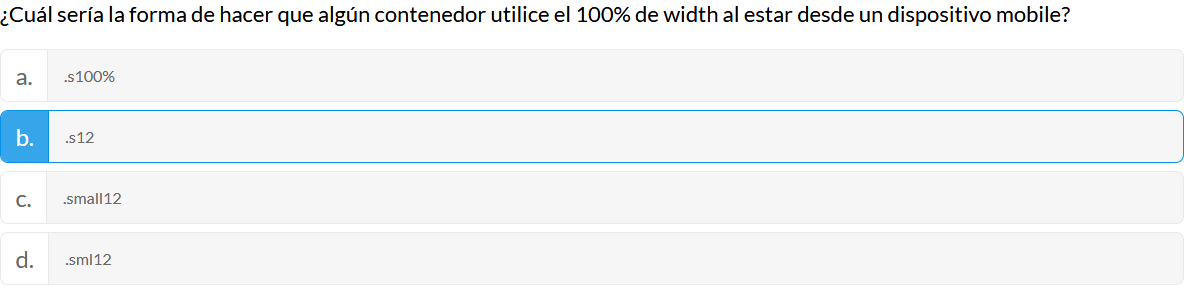 ¿Cuál sería la forma de hacer que algún contenedor utilice el 100% de width al estar desde un dispositivo mobile?
a. .s100%
b. .s12
c. .small12
d. .sml12